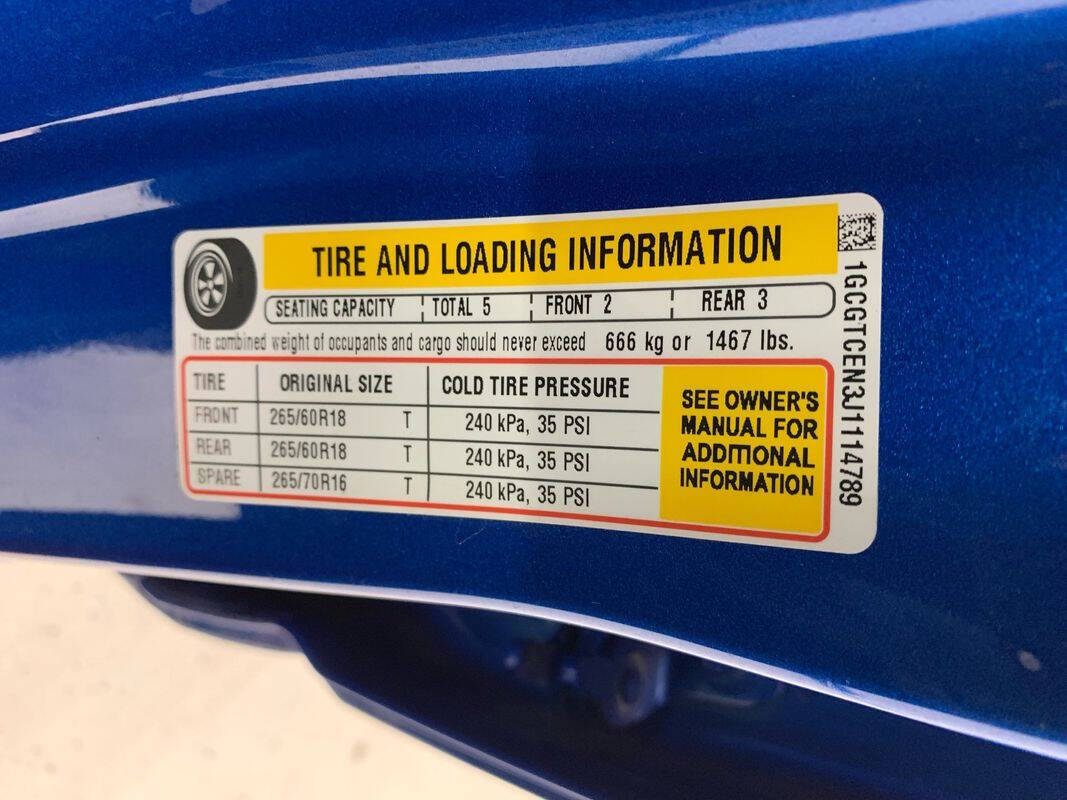 TIRE AND LOADING INFORMATION
SEATING CAPACITY TOTAL 5 FRONT 2 REAR 3
The combined weight of occupants and cargo should never exceed 666 kg or 1467 lbs.
TIRE ORIGINAL SIZE COLD TIRE PRESSURE
FRONT 265/60R18 T 240 kPa, 35 PSI
REAR 265/60R18 T 240 kPa, 35 PSI
SPARE 265/70R16 T 240 kPa, 35 PSI
SEE OWNER'S
MANUAL FOR
ADDITIONAL
INFORMATION
1GCGTCEN3J1114789